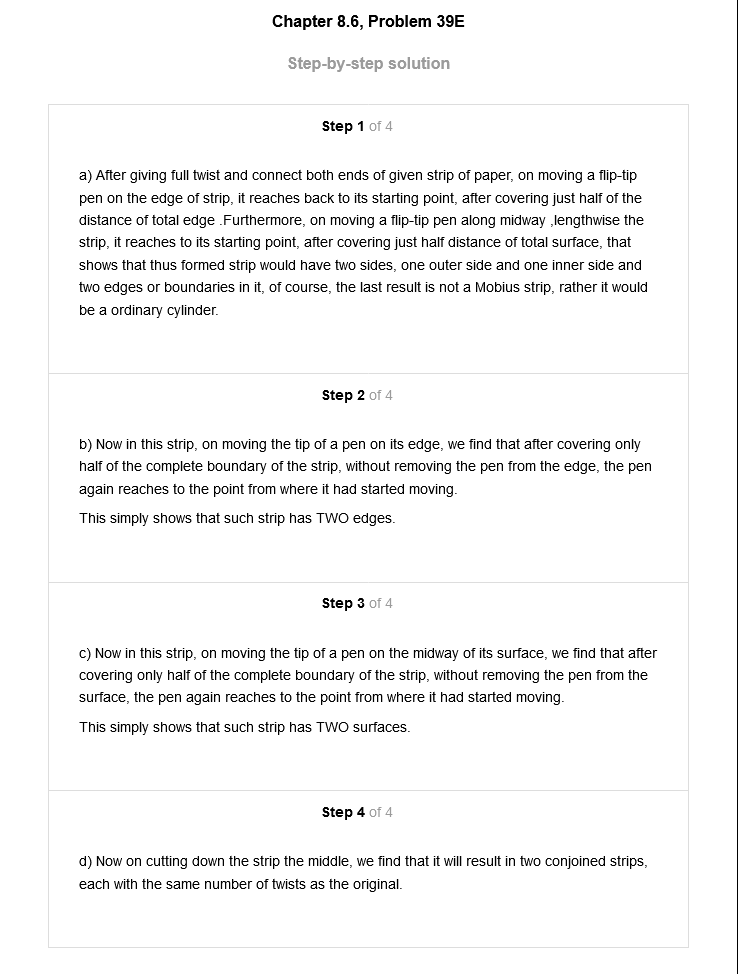 Chapter 8.6, Problem 39E
Step-by-step solution
Step 1 of 4
a) After giving full twist and connect both ends of given strip of paper, on moving a flip-tip
pen on the edge of strip, it reaches back to its starting point, after covering just half of the
distance of total edge .Furthermore, on moving a flip-tip pen along midway ,lengthwise the
strip, it reaches to its starting point, after covering just half distance of total surface, that
shows that thus formed strip would have two sides, one outer side and one inner side and
two edges or boundaries in it, of course, the last result is not a Mobius strip, rather it would
be a ordinary cylinder.
Step 2 of 4
b) Now in this strip, on moving the tip of a pen on its edge, we find that after covering only
half of the complete boundary of the strip, without removing the pen from the edge, the pen
again reaches to the point from where it had started moving.
This simply shows that such strip has TWO edges.
Step 3 of 4
c) Now in this strip, on moving the tip of a pen on the midway of its surface, we find that after
covering only half of the complete boundary of the strip, without removing the pen from the
surface, the pen again reaches to the point from where it had started moving.
This simply shows that such strip has TWO surfaces.
Step 4 of 4
d) Now on cutting down the strip the middle, we find that it will result in two conjoined strips,
each with the same number of twists as the original.